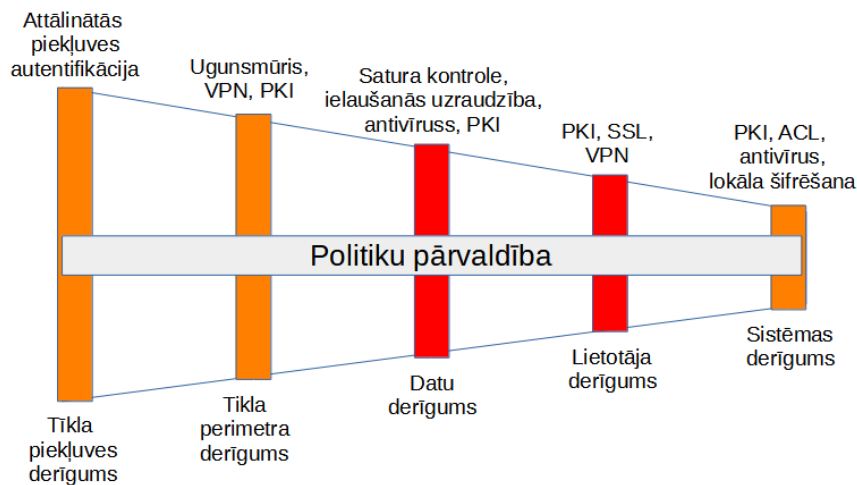 Attālinātās
piekļuves
autentifikācija
Ugunsmūris,
VPN, PKI
Satura kontrole,
ielaušanās uzraudzība,
antivīruss, PKI
PKI, SSL,
VPN
PKI, ACL,
antivīrus,
lokāla šifrēšana
Politiku pārvaldība
Tīkla
piekļuves
derīgums
Tikla
perimetra
derīgums
Datu
derīgums
Lietotāja
derīgums
Sistēmas
derīgums